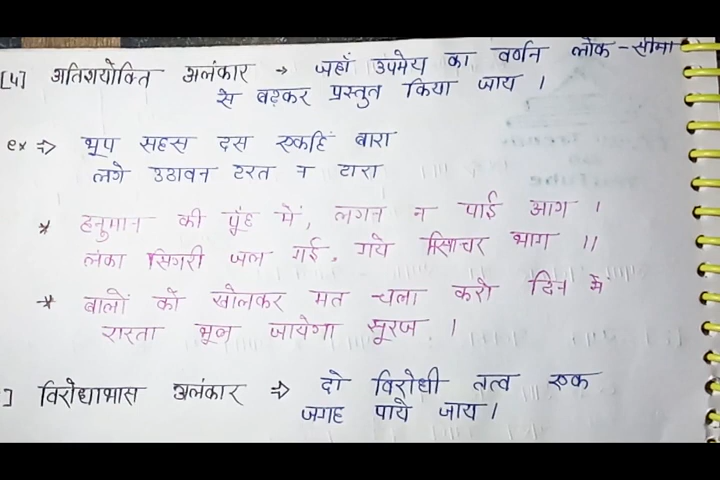 [4] अतिशयोक्ति अलंकार → जहाँ उपमेय का वर्णन लोक-सीमा
से बढ़कर प्रस्तुत किया जाय ।
ex ⇒ भूप सहस दस एकहिं बारा
लगे उठावन टरत न टारा
* हनुमान की पूंछ में, लगन न पाई आग ।
लंका सिगरी जल गई, गये निसाचर भाग ।।
* बालों को खोलकर मत चला करो दिन में
रास्ता भूल जायेगा सूरज ।
] विरोधाभास अलंकार ⇒ दो विरोधी तत्व एक
जगह पाये जाय ।